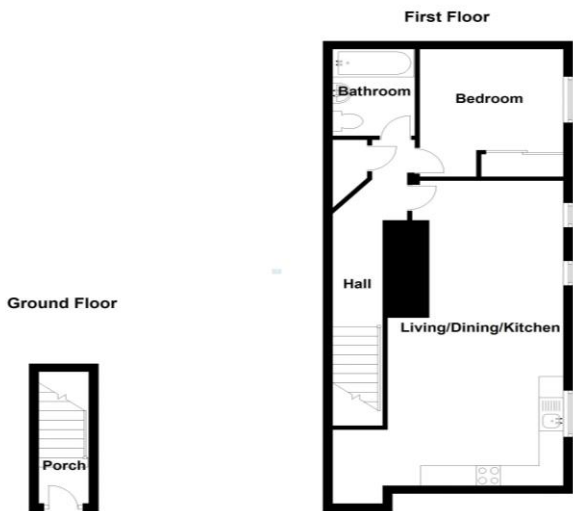 First Floor
Bathroom
Bedroom
Hall
Ground Floor
Living/Dining/Kitchen
Porch